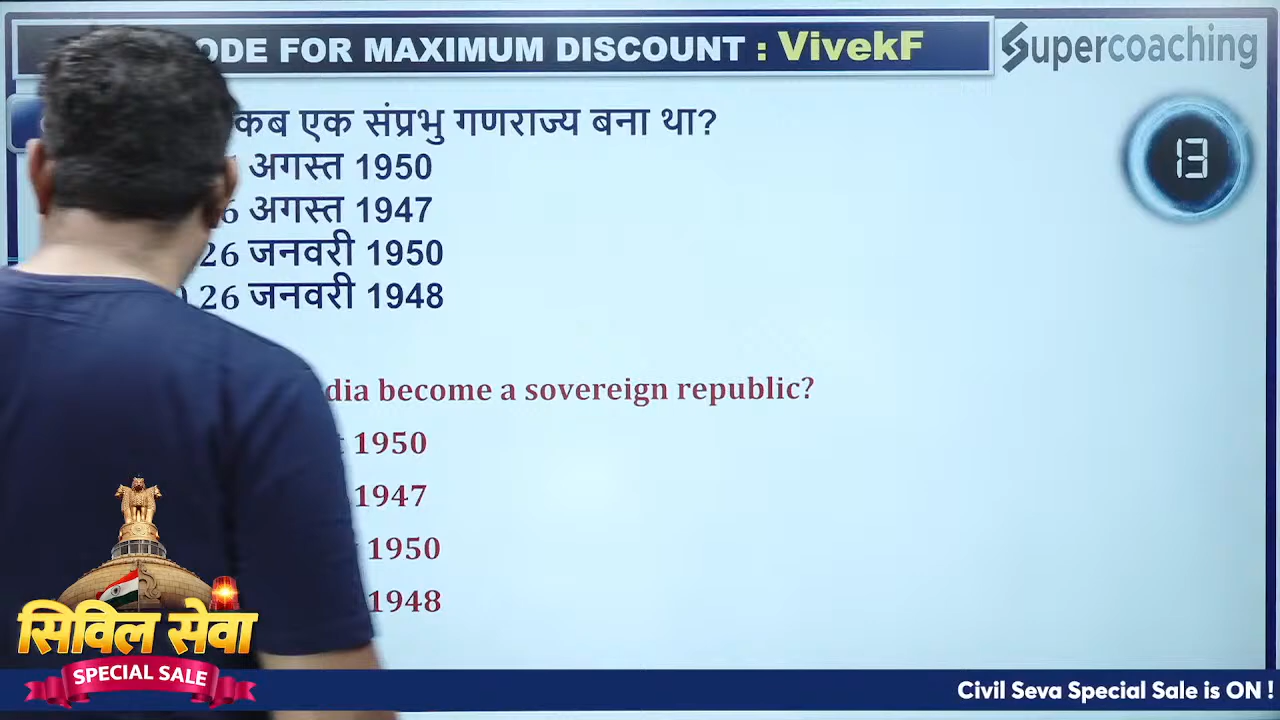 ODE FOR MAXIMUM DISCOUNT : VivekF
Supercoaching
13
कब एक संप्रभु गणराज्य बना था?
अगस्त 1950
6 अगस्त 1947
26 जनवरी 1950
) 26 जनवरी 1948
dia become a sovereign republic?
1950
1947
1950
1948
सिविल सेवा
SPECIAL SALE
Civil Seva Special Sale is ON !